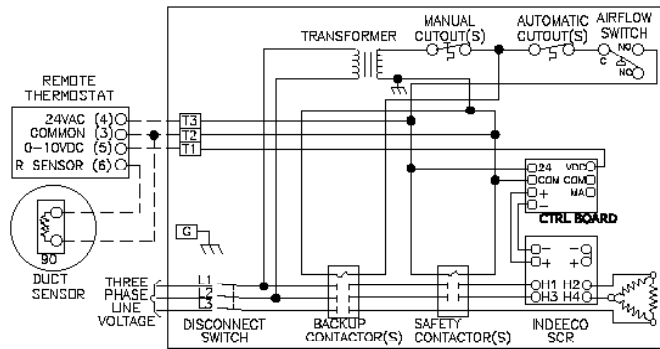 TRANSFORMER
MANUAL
CUTOUT(S)
AUTOMATIC
CUTOUT(S)
AIRFLOW
SWITCH
NO
C
NC
REMOTE
THERMOSTAT
24VAC (4)
COMMON (3)
0-10VDC (5)
R SENSOR (6)
T3
T2
T1
24 VDC
COM COM
+ MA
-
CTRL BOARD
90
DUCT
SENSOR
G
THREE
PHASE
LINE
VOLTAGE
L1
L2
L3
DISCONNECT
SWITCH
BACKUP
CONTACTOR(S)
SAFETY
CONTACTOR(S)
- -
+ +
H1 H2
H3 H4
INDEECO
SCR